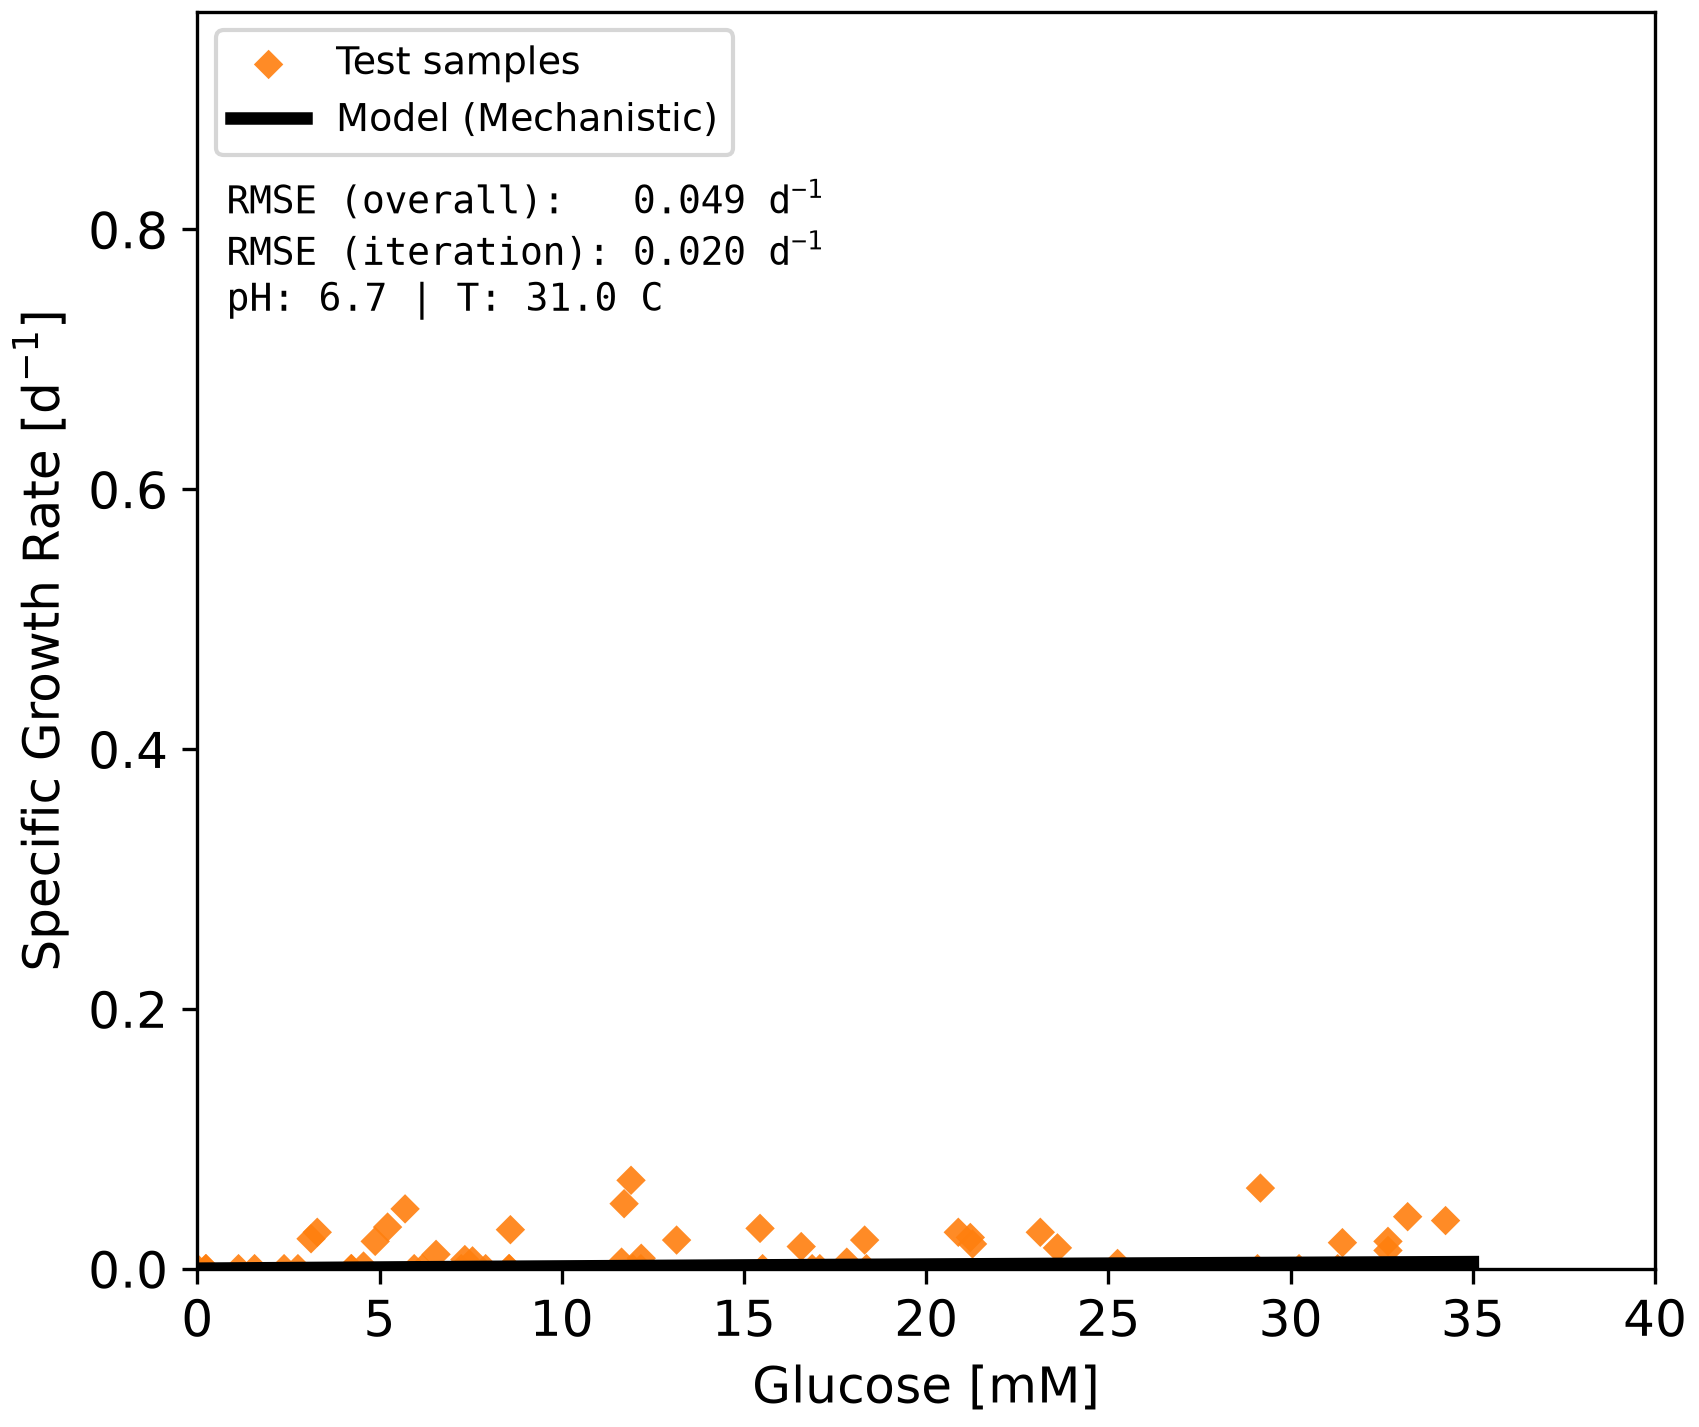 Test samples
Model (Mechanistic)
RMSE (overall):   0.049 d⁻¹
RMSE (iteration): 0.020 d⁻¹
pH: 6.7 | T: 31.0 C
Specific Growth Rate [d⁻¹]
0.8
0.6
0.4
0.2
0.0
0 5 10 15 20 25 30 35 40
Glucose [mM]